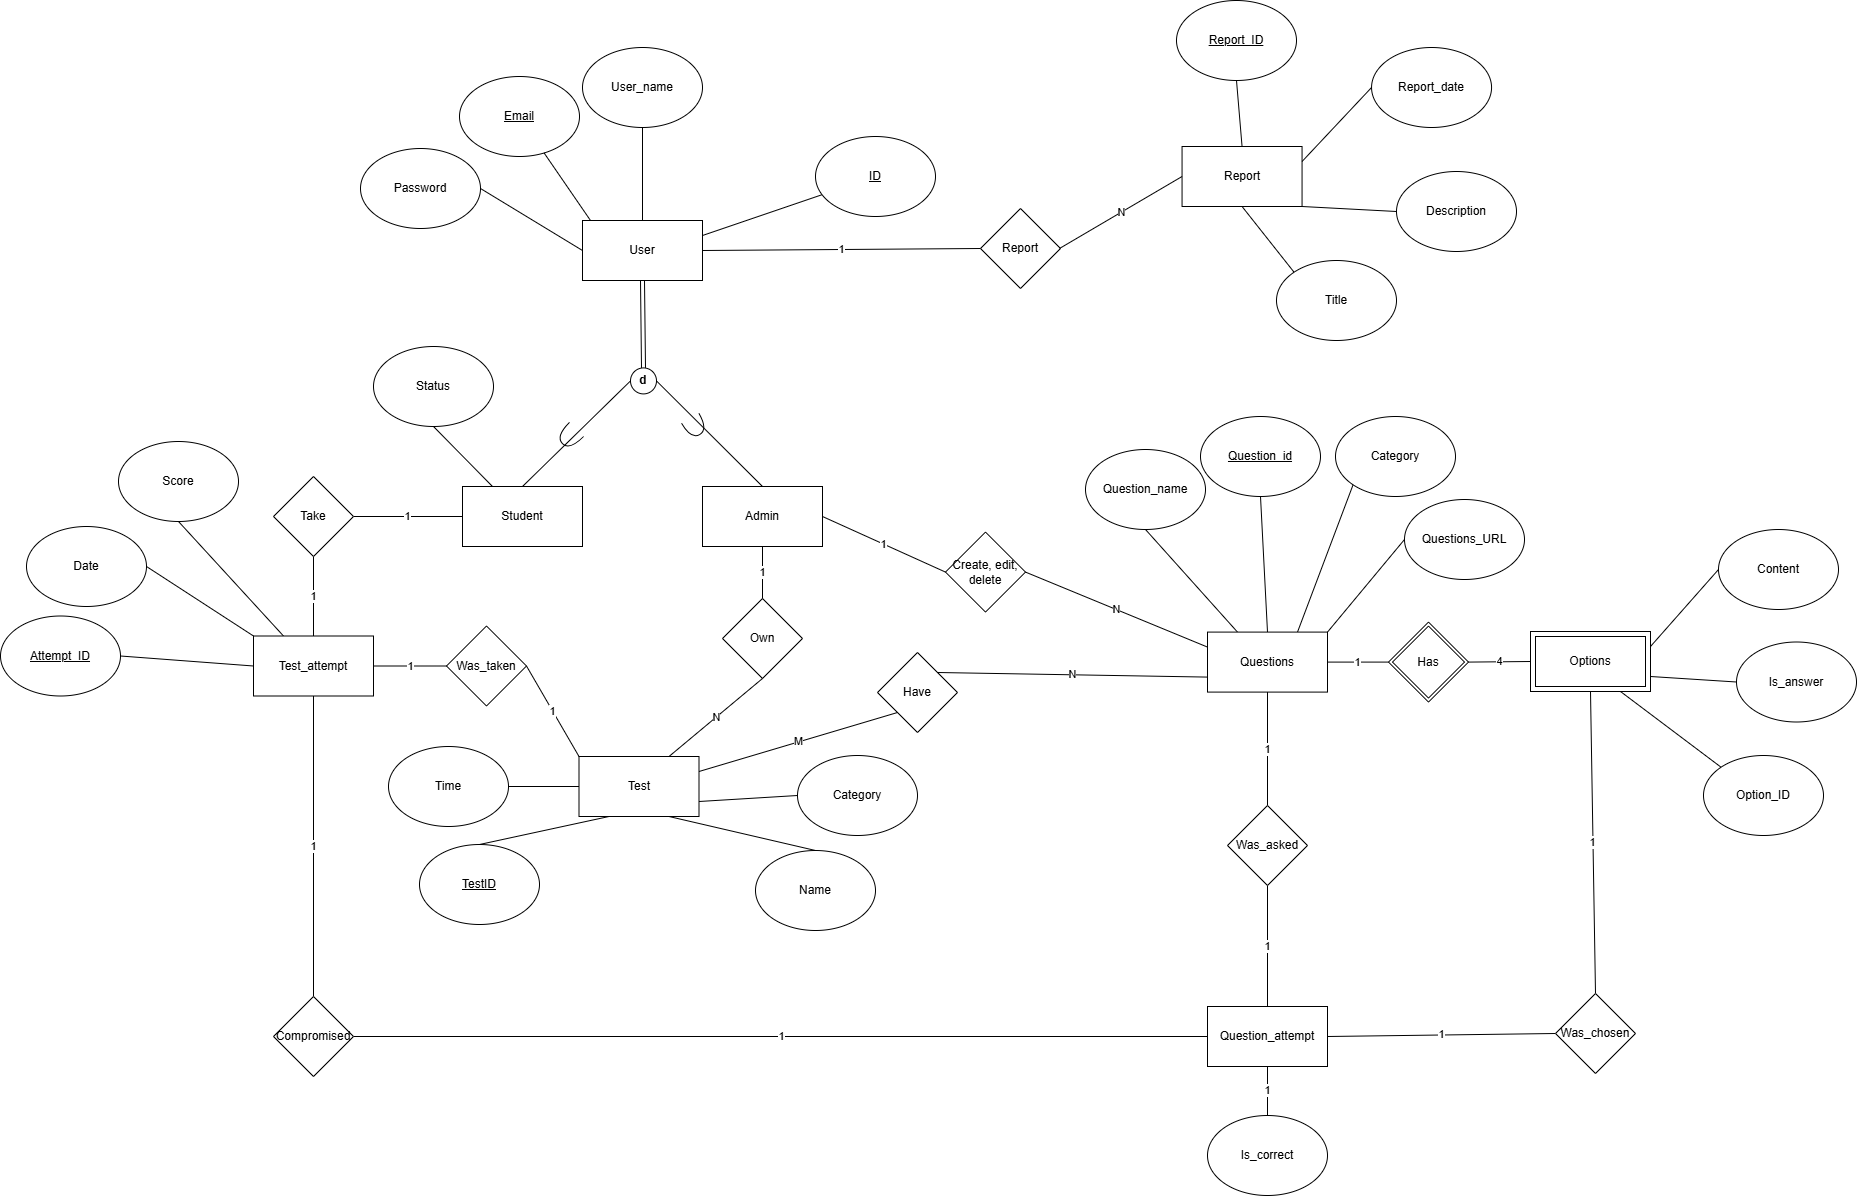 Report_ID
User_name
Report_date
Email
Password
ID
Report
Description
User
1
Report
N
Title
d
Status
Question_id
Category
Question_name
Score
Take
1
Student
Admin
Questions_URL
1
Date
Create, edit,
delete
Content
1
1
N
Own
Attempt_ID
Test_attempt
1
Was_taken
Questions
1
Has
4
Options
N
Have
Is_answer
1
N
M
1
Time
Test
Category
Option_ID
1
1
Was_asked
TestID
Name
1
Compromised
1
Question_attempt
1
Was_chosen
1
Is_correct